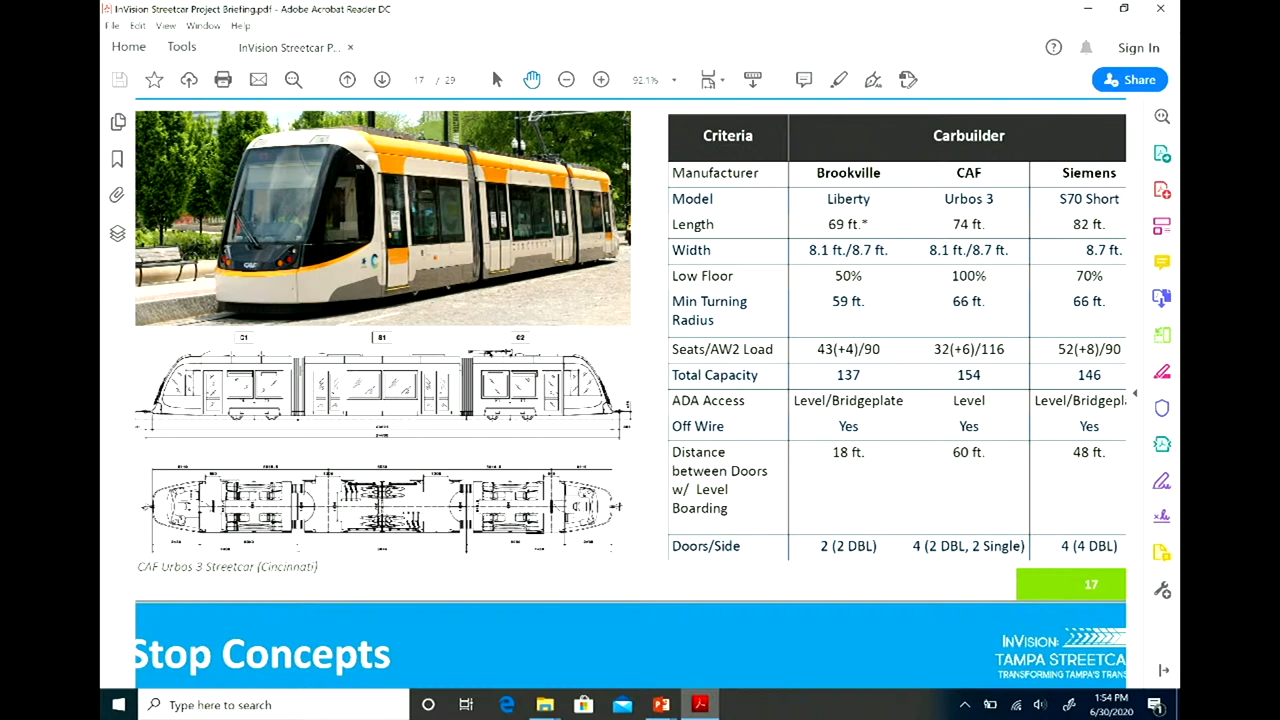 InVision Streetcar Project Briefing.pdf - Adobe Acrobat Reader DC
File Edit View Window Help
Home Tools InVision Streetcar P... × Sign In
17 / 29 92.1% Share
Criteria Carbuilder
Manufacturer Brookville CAF Siemens
Model Liberty Urbos 3 S70 Short
Length 69 ft.* 74 ft. 82 ft.
Width 8.1 ft./8.7 ft. 8.1 ft./8.7 ft. 8.7 ft.
Low Floor 50% 100% 70%
Min Turning 59 ft. 66 ft. 66 ft.
Radius
Seats/AW2 Load 43(+4)/90 32(+6)/116 52(+8)/90
Total Capacity 137 154 146
ADA Access Level/Bridgeplate Level Level/Bridgepl
Off Wire Yes Yes Yes
Distance 18 ft. 60 ft. 48 ft.
between Doors
w/ Level
Boarding
Doors/Side 2 (2 DBL) 4 (2 DBL, 2 Single) 4 (4 DBL)
C1 S1 C2
CAF Urbos 3 Streetcar (Cincinnati)
17
Stop Concepts
INVISION:
TAMPA STREETCA
TRANSFORMING TAMPA'S TRANS
Type here to search
1:54 PM
6/30/2020